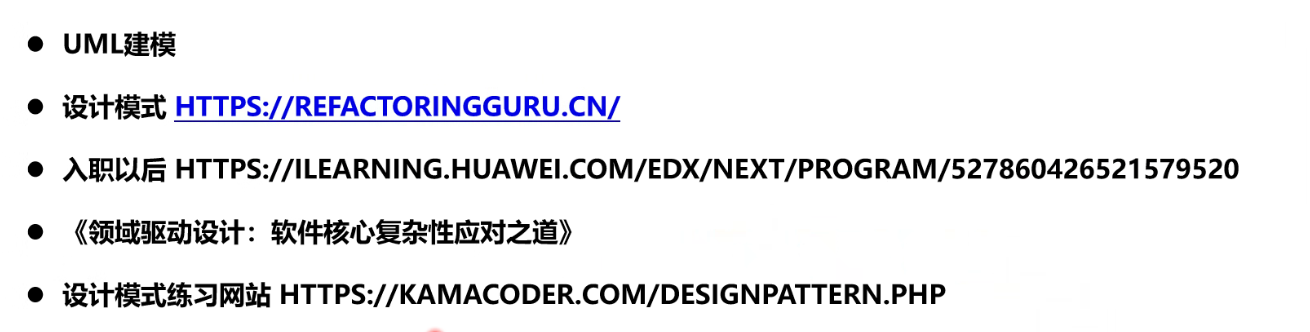 ● UML建模
● 设计模式 HTTPS://REFACTORINGGURU.CN/
● 入职以后 HTTPS://ILEARNING.HUAWEI.COM/EDX/NEXT/PROGRAM/527860426521579520
● 《领域驱动设计：软件核心复杂性应对之道》
● 设计模式练习网站 HTTPS://KAMACODER.COM/DESIGNPATTERN.PHP